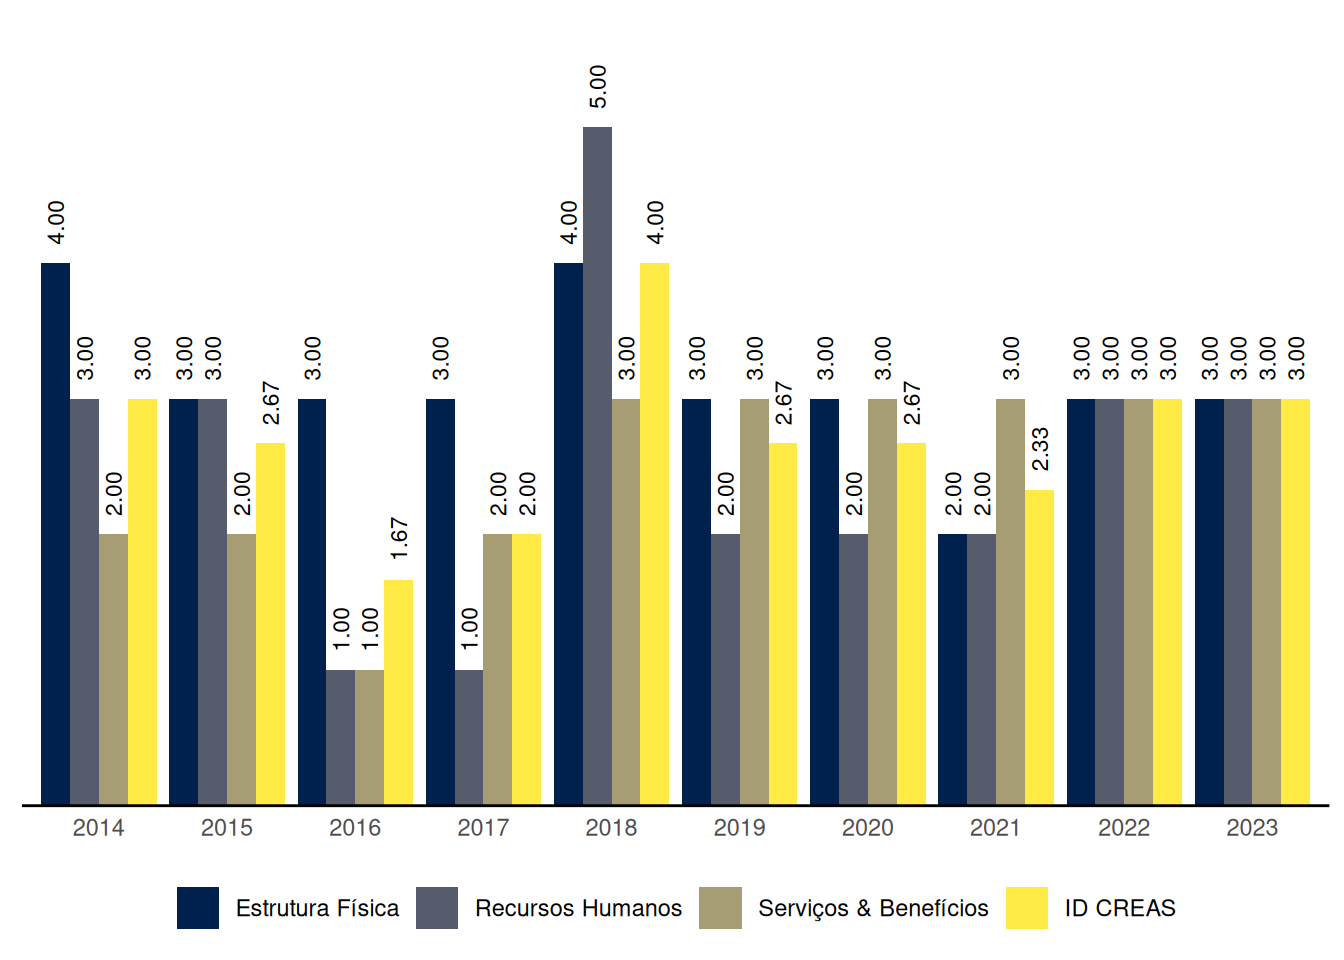 5.00
4.00 4.00 4.00
3.00 3.00 3.00 3.00 3.00 3.00 3.00 3.00 3.00 3.00 3.00 3.00 3.00 3.00 3.00 3.00 3.00 3.00 3.00 3.00
2.67 2.67 2.67
2.33
2.00 2.00 2.00 2.00 2.00 2.00 2.00 2.00
1.67
1.00 1.00 1.00
2014 2015 2016 2017 2018 2019 2020 2021 2022 2023
Estrutura Física Recursos Humanos Serviços & Benefícios ID CREAS